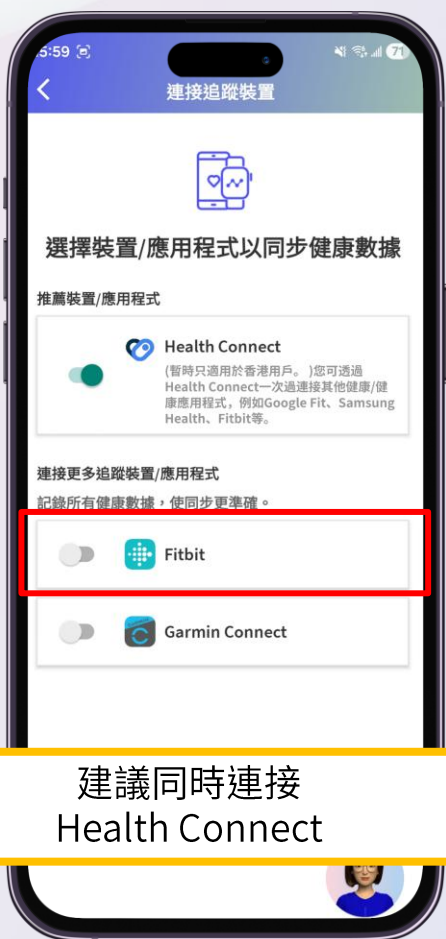 5:59
71
連接追蹤裝置
選擇裝置/應用程式以同步健康數據
推薦裝置/應用程式
Health Connect
(暫時只適用於香港用戶。 )您可透過
Health Connect一次過連接其他健康/健
康應用程式，例如Google Fit、Samsung
Health、Fitbit等。
連接更多追蹤裝置/應用程式
記錄所有健康數據，使同步更準確。
Fitbit
Garmin Connect
建議同時連接
Health Connect